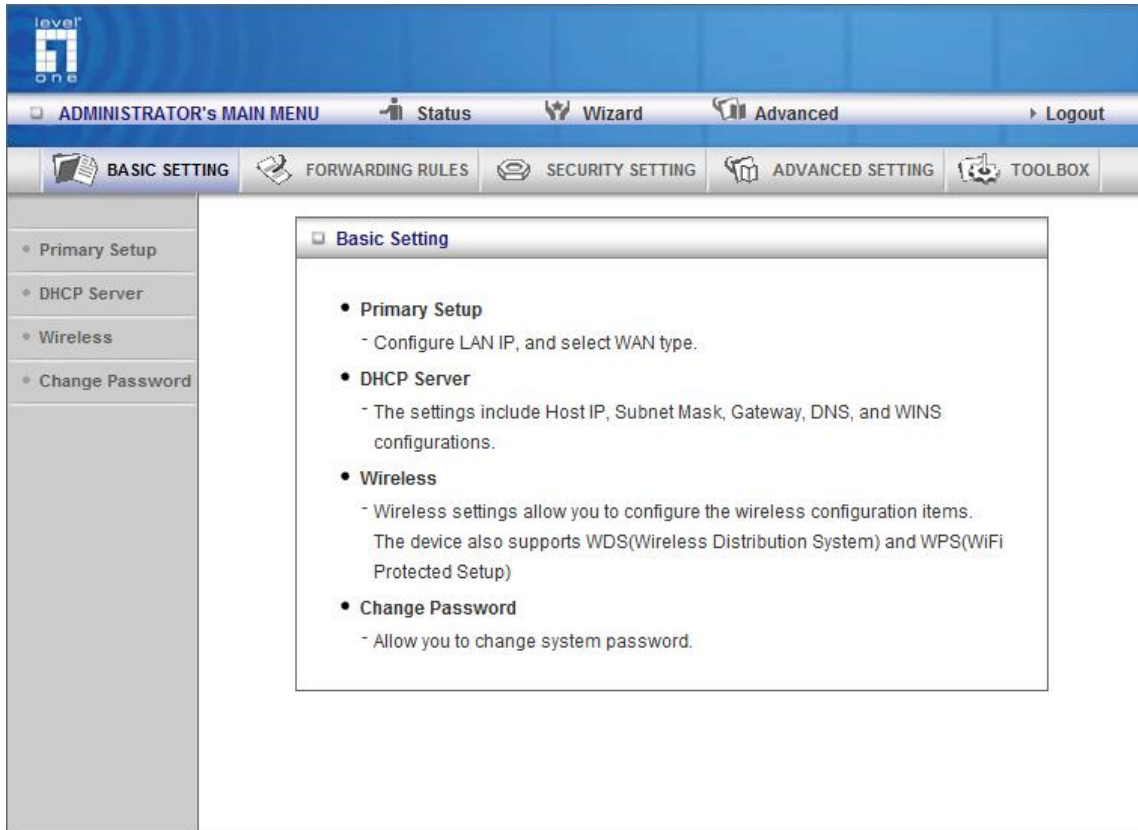 level
one
ADMINISTRATOR's MAIN MENU Status Wizard Advanced Logout
BASIC SETTING FORWARDING RULES SECURITY SETTING ADVANCED SETTING TOOLBOX
Primary Setup
DHCP Server
Wireless
Change Password
Basic Setting
Primary Setup
- Configure LAN IP, and select WAN type.
DHCP Server
- The settings include Host IP, Subnet Mask, Gateway, DNS, and WINS
configurations.
Wireless
- Wireless settings allow you to configure the wireless configuration items.
The device also supports WDS(Wireless Distribution System) and WPS(WiFi
Protected Setup)
Change Password
- Allow you to change system password.